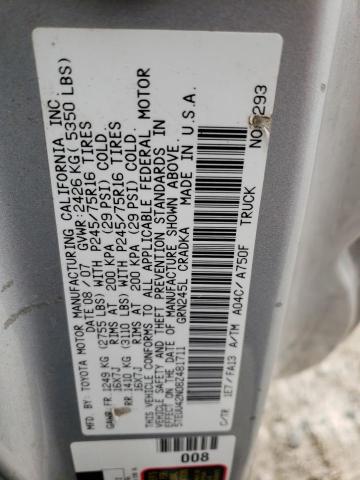 MFD BY: TOYOTA MOTOR MANUFACTURING CALIFORNIA, INC.
DATE: 08/07 GVWR: 2426 KG( 5350 LBS)
GAWR: FR 1249 KG (2755 LBS) WITH P245/75R16 TIRES
16X7J RIMS AT 200 KPA (29 PSI) COLD.
RR 1410 KG (3110 LBS) WITH P245/75R16 TIRES
16X7J RIMS AT 200 KPA (29 PSI) COLD.
THIS VEHICLE CONFORMS TO ALL APPLICABLE FEDERAL MOTOR
VEHICLE SAFETY AND THEFT PREVENTION STANDARDS IN
EFFECT ON THE DATE OF MANUFACTURE SHOWN ABOVE.
5TEUU42N08Z481711 TRUCK
GRN245L CRADKA MADE IN U.S.A.
C/TR: 1E7/FA13 A/TM A04C/A750F
293
008